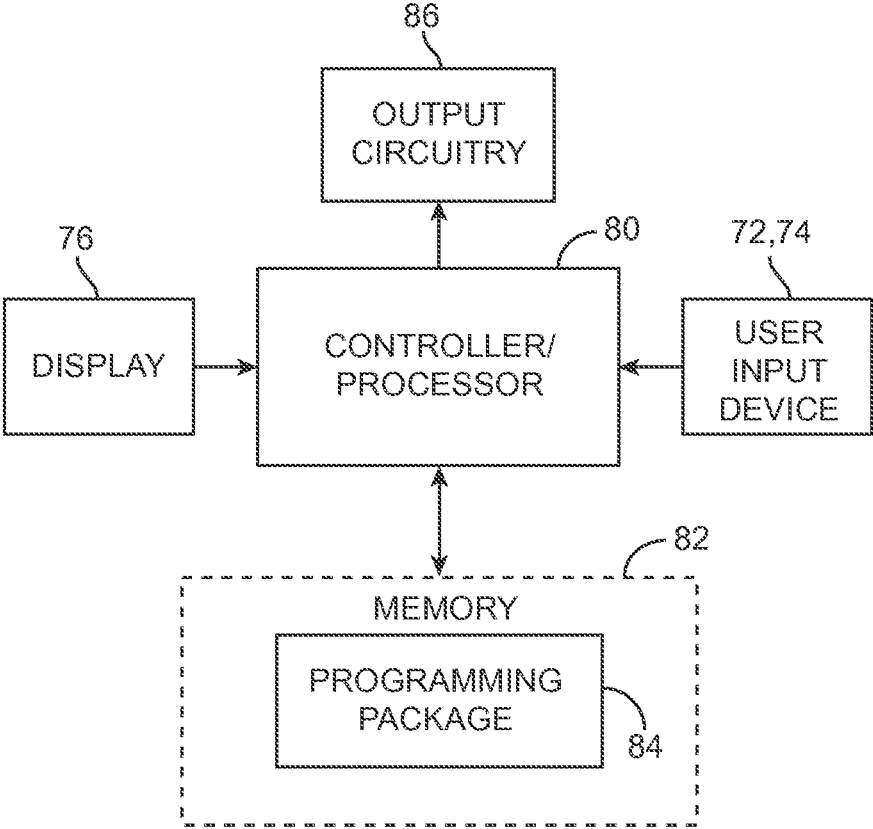 86
OUTPUT
CIRCUITRY
76
80
72,74
DISPLAY
CONTROLLER/
PROCESSOR
USER
INPUT
DEVICE
82
MEMORY
PROGRAMMING
PACKAGE
84